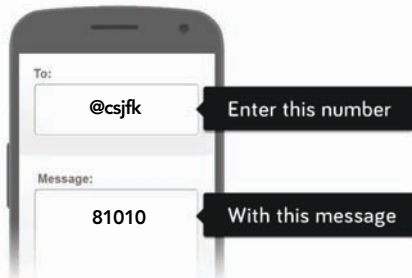 To:
@csjfk
Enter this number
Message:
81010
With this message